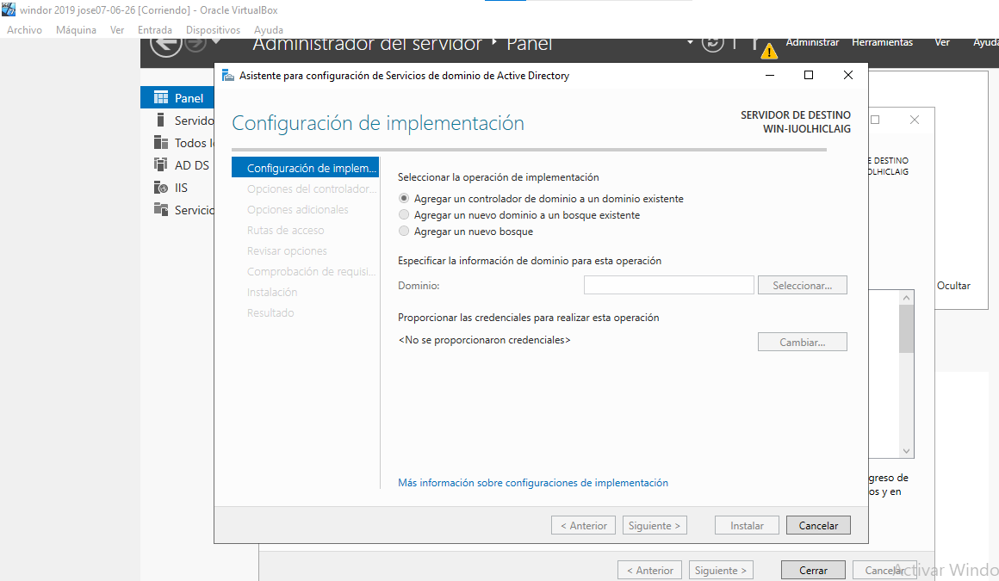 windor 2019 jose07-06-26 [Corriendo] - Oracle VirtualBox
Archivo Máquina Ver Entrada Dispositivos Ayuda
Administrador del servidor Panel
Administrar Herramientas Ver
Asistente para configuración de Servicios de dominio de Active Directory
Configuración de implementación
SERVIDOR DE DESTINO
WIN-IUOLHICLAIG
Panel
Servido
Todos l
AD DS
IIS
Servicio
Configuración de implem...
Opciones del controlador...
Opciones adicionales
Rutas de acceso
Revisar opciones
Comprobación de requisi...
Instalación
Resultado
Seleccionar la operación de implementación
Agregar un controlador de dominio a un dominio existente
Agregar un nuevo dominio a un bosque existente
Agregar un nuevo bosque
Especificar la información de dominio para esta operación
Dominio: Seleccionar...
Proporcionar las credenciales para realizar esta operación
<No se proporcionaron credenciales> Cambiar...
Más información sobre configuraciones de implementación
< Anterior Siguiente > Instalar Cancelar
E DESTINO
OLHICLAIG
Ocultar
greso de
os y en
< Anterior Siguiente > Cerrar Cancelar
Activar Windo